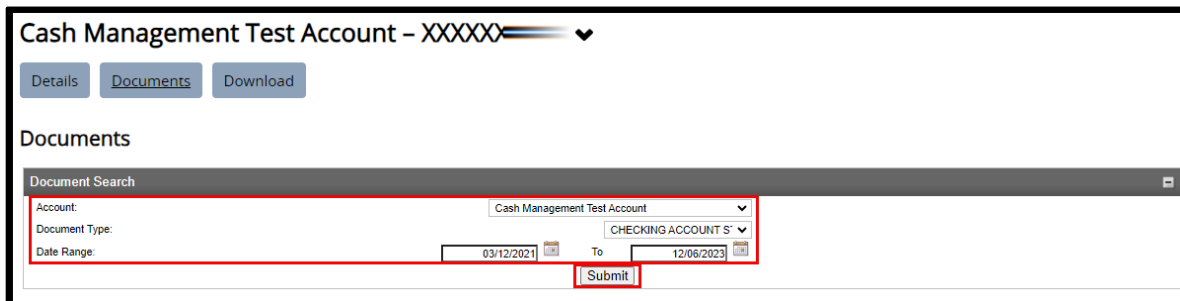 Cash Management Test Account – XXXXXX
Details Documents Download
Documents
Document Search
Account: Cash Management Test Account
Document Type: CHECKING ACCOUNT S
Date Range: 03/12/2021 To 12/06/2023
Submit